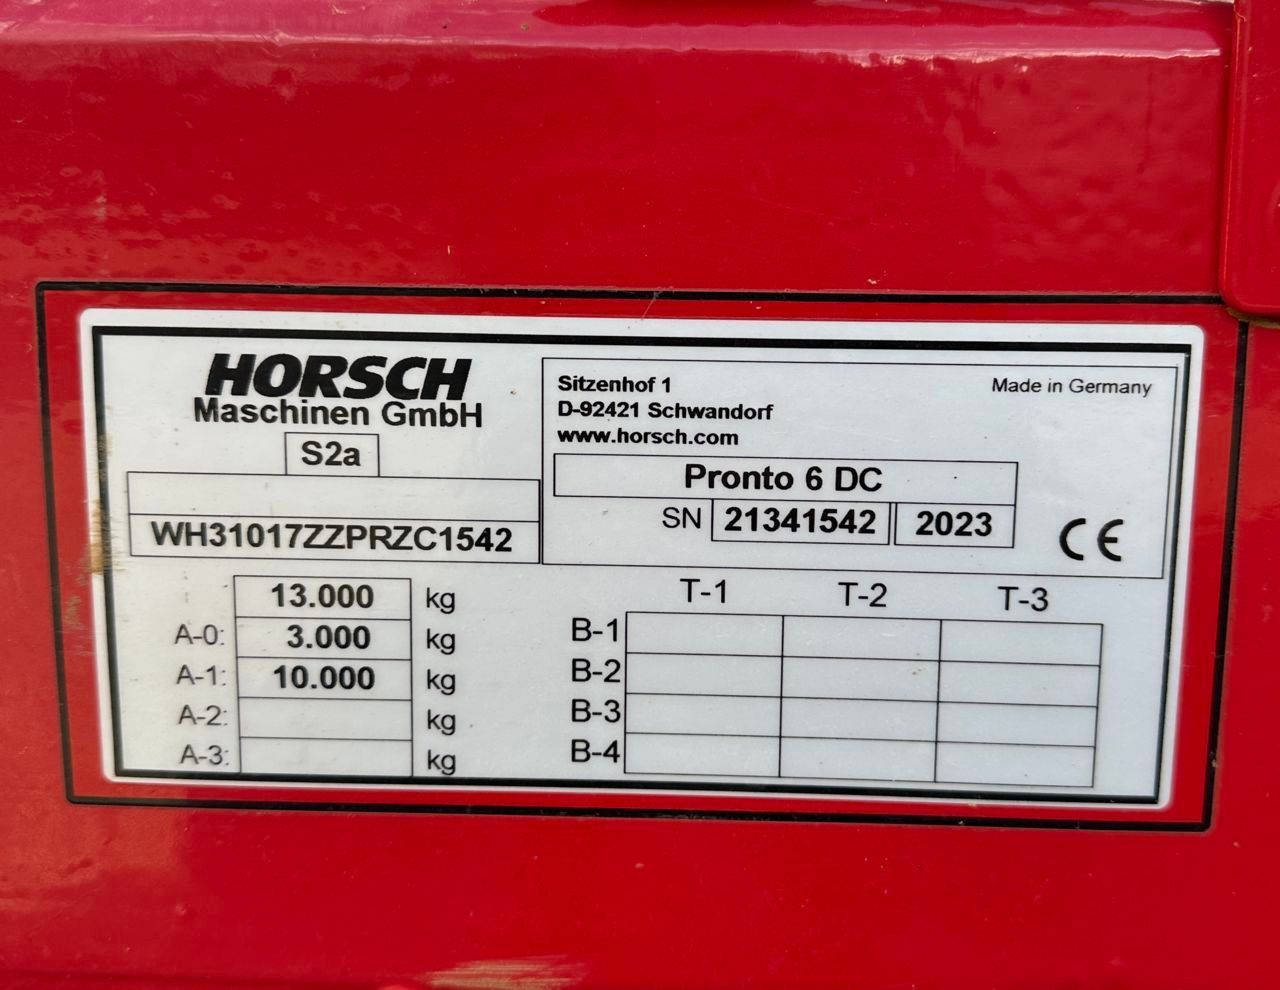 HORSCH
Maschinen GmbH
S2a
WH31017ZZPRZC1542
Sitzenhof 1
D-92421 Schwandorf
www.horsch.com
Made in Germany
Pronto 6 DC
SN 21341542 2023
CE
13.000 kg
A-0: 3.000 kg
A-1: 10.000 kg
A-2: kg
A-3: kg
T-1 T-2 T-3
B-1
B-2
B-3
B-4